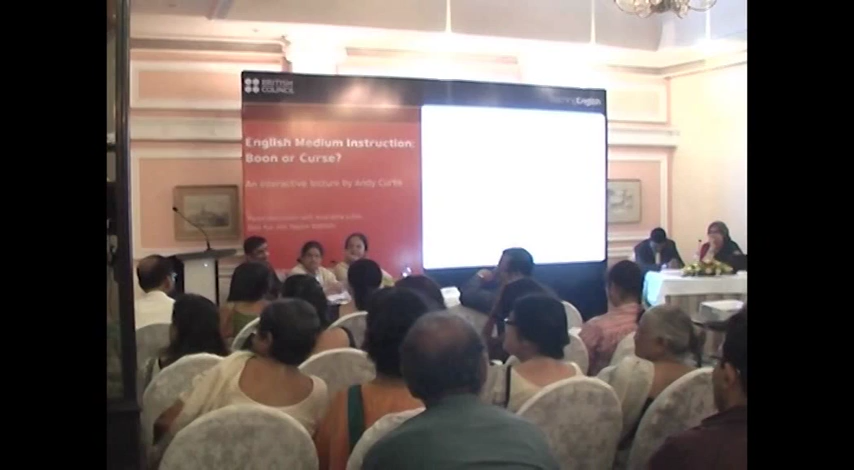 BRITISH
COUNCIL
TeachingEnglish
English Medium Instruction:
Boon or Curse?
An interactive lecture by Andy Curtis